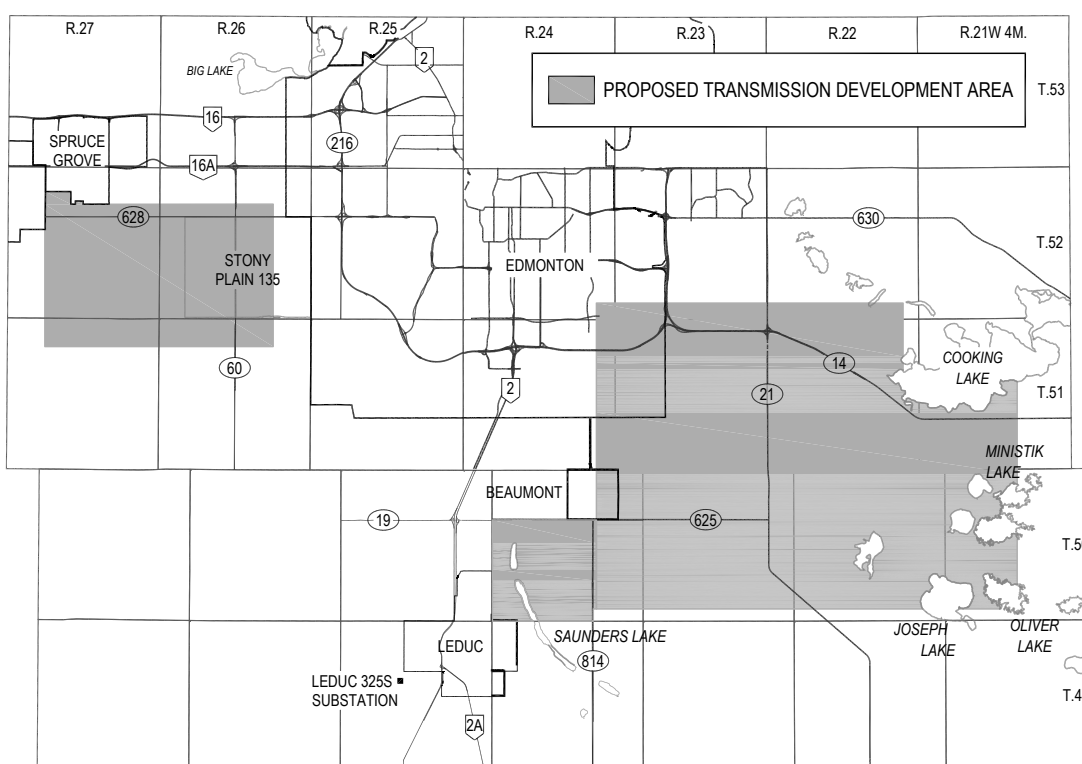 R.27
R.26
R.25
R.24
R.23
R.22
R.21W 4M.
2
BIG LAKE
PROPOSED TRANSMISSION DEVELOPMENT AREA
T.53
16
216
SPRUCE
GROVE
16A
628
630
STONY
PLAIN 135
EDMONTON
T.52
60
2
14
COOKING
LAKE
21
T.51
MINISTIK
LAKE
BEAUMONT
19
625
T.5
SAUNDERS LAKE
JOSEPH
LAKE
OLIVER
LAKE
LEDUC
814
LEDUC 325S
SUBSTATION
2A
T.4